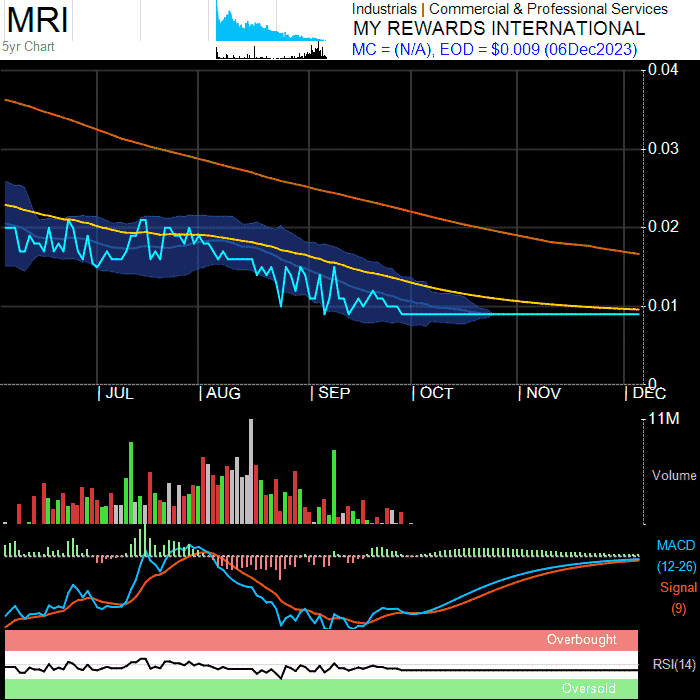 MRI
5yr Chart
Industrials | Commercial & Professional Services
MY REWARDS INTERNATIONAL
MC = (N/A), EOD = $0.009 (06Dec2023)
0.04
0.03
0.02
0.01
0
| JUL | AUG | SEP | OCT | NOV | DEC
11M
Volume
MACD
(12-26)
Signal
(9)
Overbought
RSI(14)
Oversold